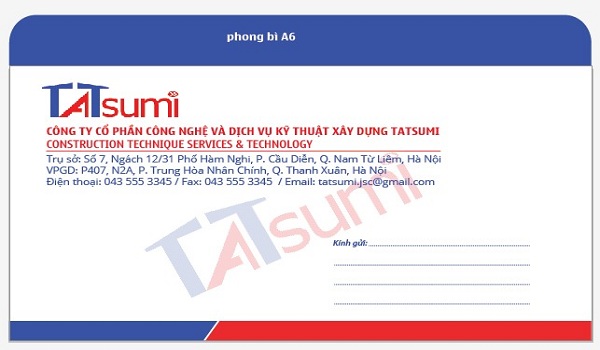 phong bì A6
TATsumi
CÔNG TY CỔ PHẦN CÔNG NGHỆ VÀ DỊCH VỤ KỸ THUẬT XÂY DỰNG TATSUMI
CONSTRUCTION TECHNIQUE SERVICES & TECHNOLOGY
Trụ sở: Số 7, Ngách 12/31 Phố Hàm Nghi, P. Cầu Diễn, Q. Nam Từ Liêm, Hà Nội
VPGD: P407, N2A, P. Trung Hòa Nhân Chính, Q. Thanh Xuân, Hà Nội
Điện thoại: 043 555 3345 / Fax: 043 555 3345 / Email: tatsumi.jsc@gmail.com
TATsumi
Kính gửi: